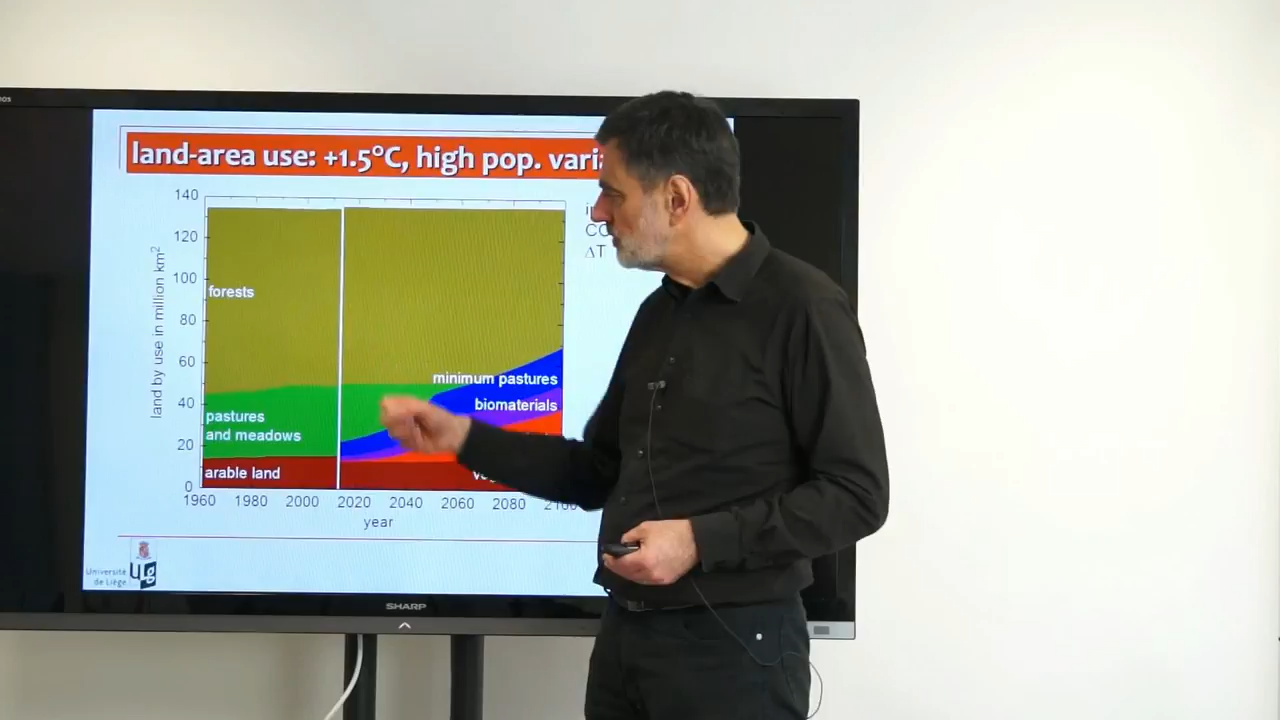 land-area use: +1.5°C, high pop.
140
120
100
80
60
40
20
0
land by use in million km²
forests
pastures
and meadows
arable land
minimum pastures
biomaterials
1960 1980 2000 2020 2040 2060 2080 2100
year
ΔT
Université
de Liège
SHARP